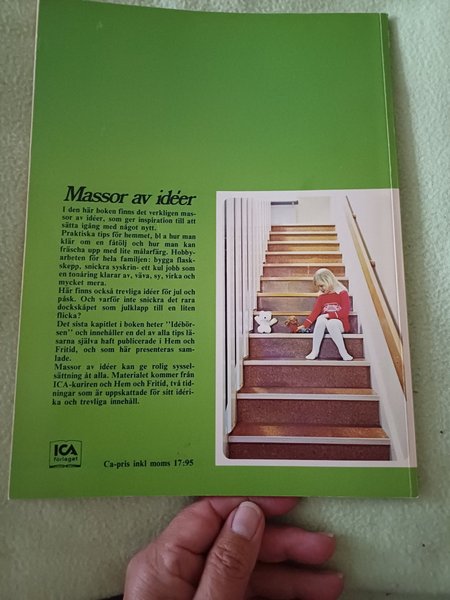 Massor av idéer
I den här boken finns det verkligen mas-
sor av idéer, som ger inspiration till att
sätta igång med något nytt.
Praktiska tips för hemmet, bl a hur man
klär om en fåtölj och hur man kan
fräscha upp med lite målarfärg. Hobby-
arbeten för hela familjen: bygga flask-
skepp, snickra syskrin- ett kul jobb som
en tonåring klarar av, väva, sy, virka och
mycket mera.
Här finns också trevliga idéer för jul och
påsk. Och varför inte snickra det rara
dockskåpet som julklapp till en liten
flicka?
Det sista kapitlet i boken heter "Idébör-
sen" och innehåller en del av alla tips lä-
sarna själva haft publicerade i Hem och
Fritid, och som här presenteras sam-
lade.
Massor av idéer kan ge rolig syssel-
sättning åt alla. Materialet kommer från
ICA-kuriren och Hem och Fritid, två tid-
ningar som är uppskattade för sitt idéri-
ka och trevliga innehåll.
ICA
förlaget
Ca-pris inkl moms 17:95